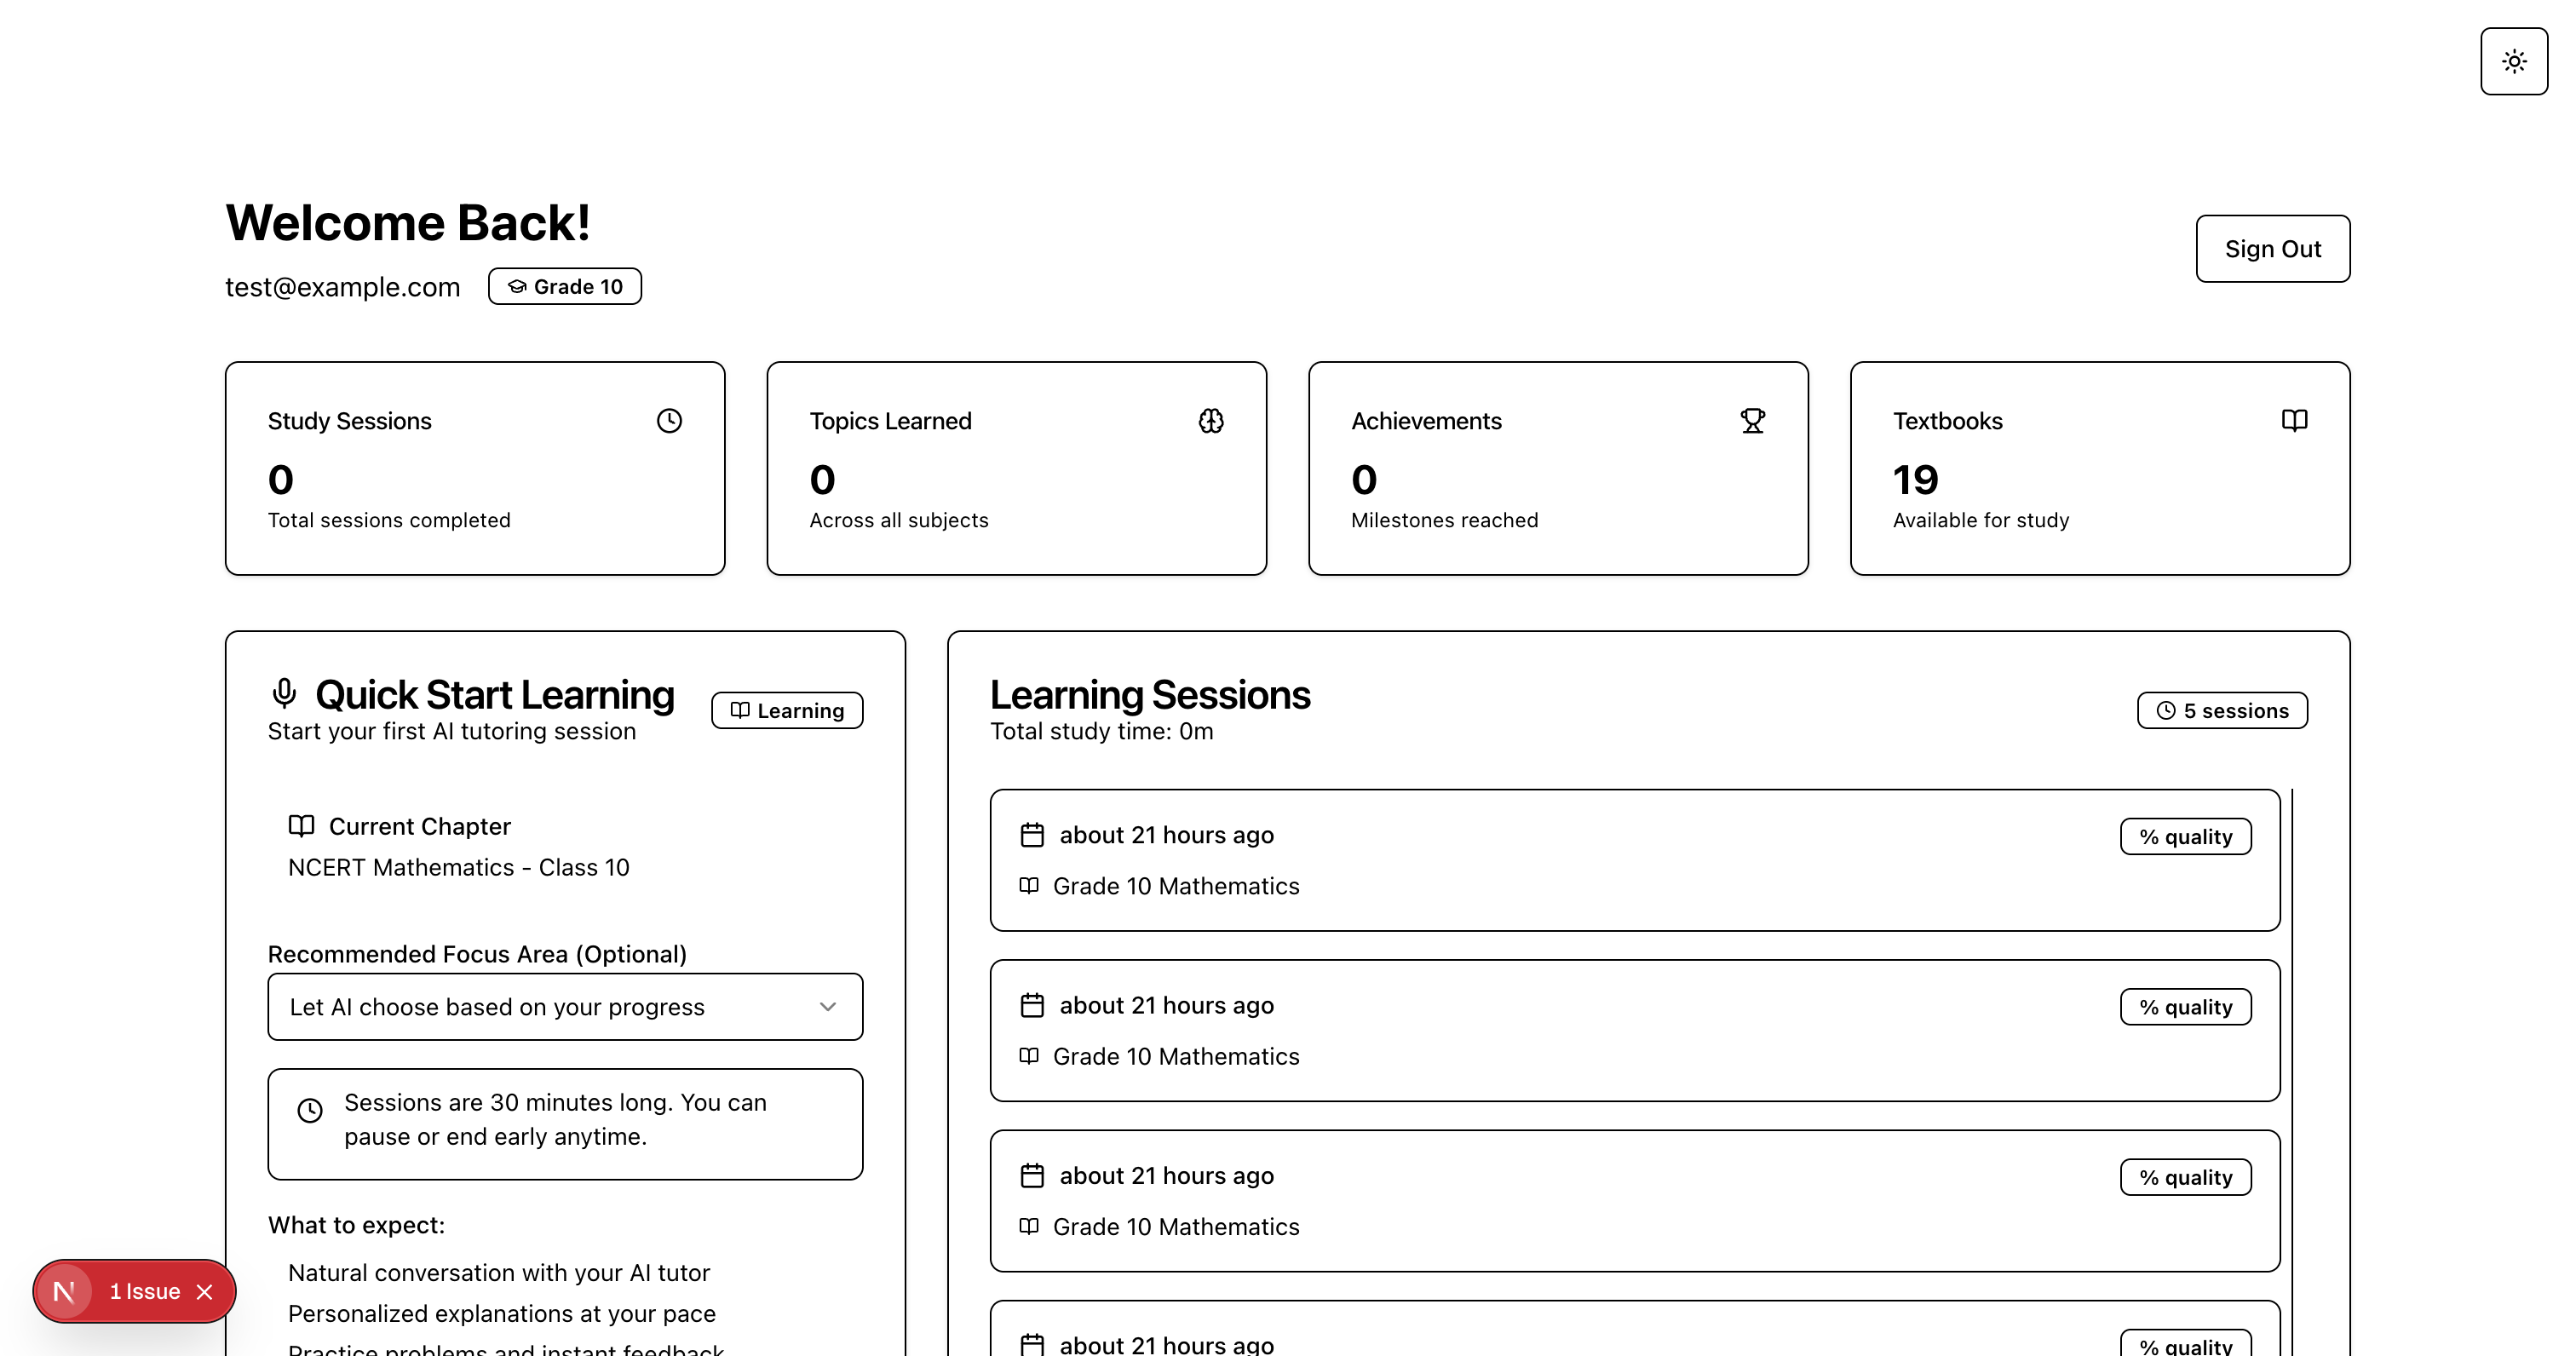 Welcome Back!
test@example.com
Grade 10
Sign Out
Study Sessions
0
Total sessions completed
Topics Learned
0
Across all subjects
Achievements
0
Milestones reached
Textbooks
19
Available for study
Quick Start Learning
Start your first AI tutoring session
Learning
Current Chapter
NCERT Mathematics - Class 10
Recommended Focus Area (Optional)
Let AI choose based on your progress
Sessions are 30 minutes long. You can
pause or end early anytime.
What to expect:
Natural conversation with your AI tutor
Personalized explanations at your pace
Practice problems and instant feedback
Learning Sessions
Total study time: 0m
5 sessions
about 21 hours ago
% quality
Grade 10 Mathematics
about 21 hours ago
% quality
Grade 10 Mathematics
about 21 hours ago
% quality
Grade 10 Mathematics
about 21 hours ago
% quality
N 1 Issue